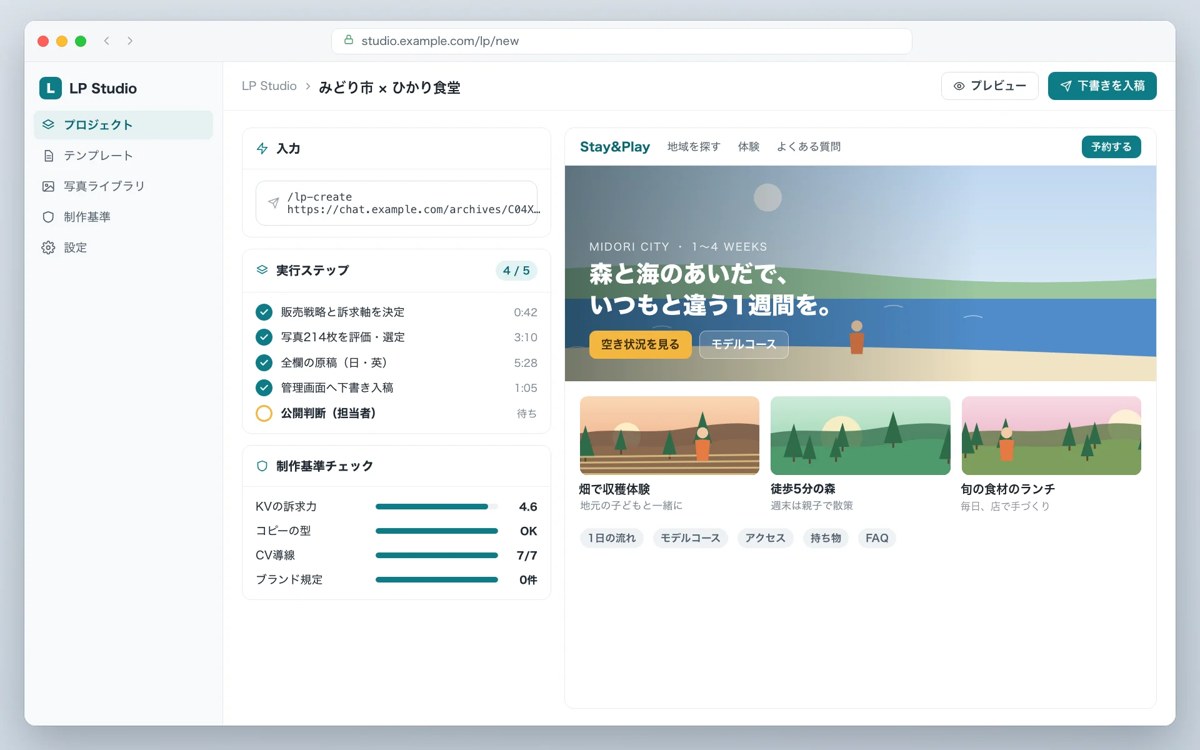 studio.example.com/lp/new
L LP Studio
プロジェクト
テンプレート
写真ライブラリ
制作基準
設定
LP Studio › みどり市 × ひかり食堂
プレビュー
下書きを入稿
入力
/lp-create
https://chat.example.com/archives/C04X…
実行ステップ 4 / 5
販売戦略と訴求軸を決定 0:42
写真214枚を評価・選定 3:10
全欄の原稿（日・英） 5:28
管理画面へ下書き入稿 1:05
公開判断（担当者） 待ち
制作基準チェック
KVの訴求力 4.6
コピーの型 OK
CV導線 7/7
ブランド規定 0件
Stay&Play 地域を探す 体験 よくある質問 予約する
MIDORI CITY ・ 1〜4 WEEKS
森と海のあいだで、
いつもと違う1週間を。
空き状況を見る モデルコース
畑で収穫体験
地元の子どもと一緒に
徒歩5分の森
週末は親子で散策
旬の食材のランチ
毎日、店で手づくり
1日の流れ モデルコース アクセス 持ち物 FAQ